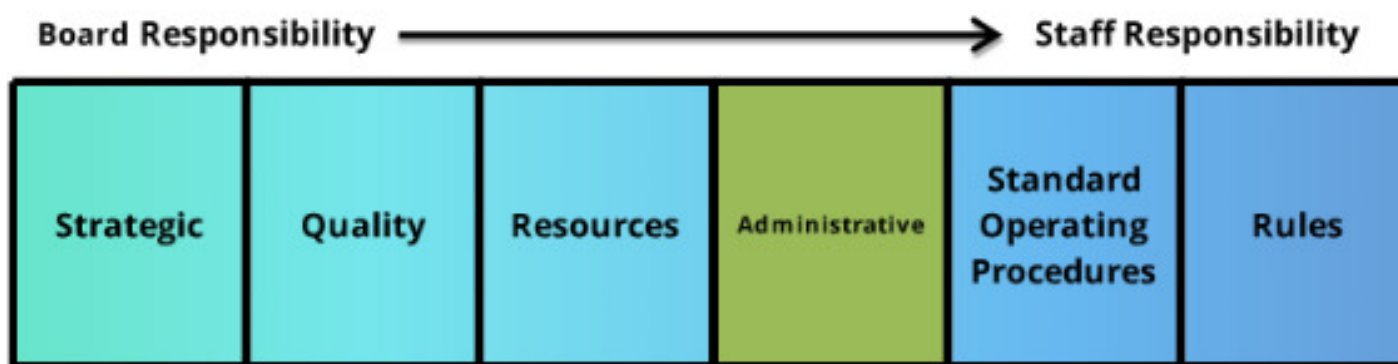 Board Responsibility
Staff Responsibility
Strategic
Quality
Resources
Administrative
Standard
Operating
Procedures
Rules